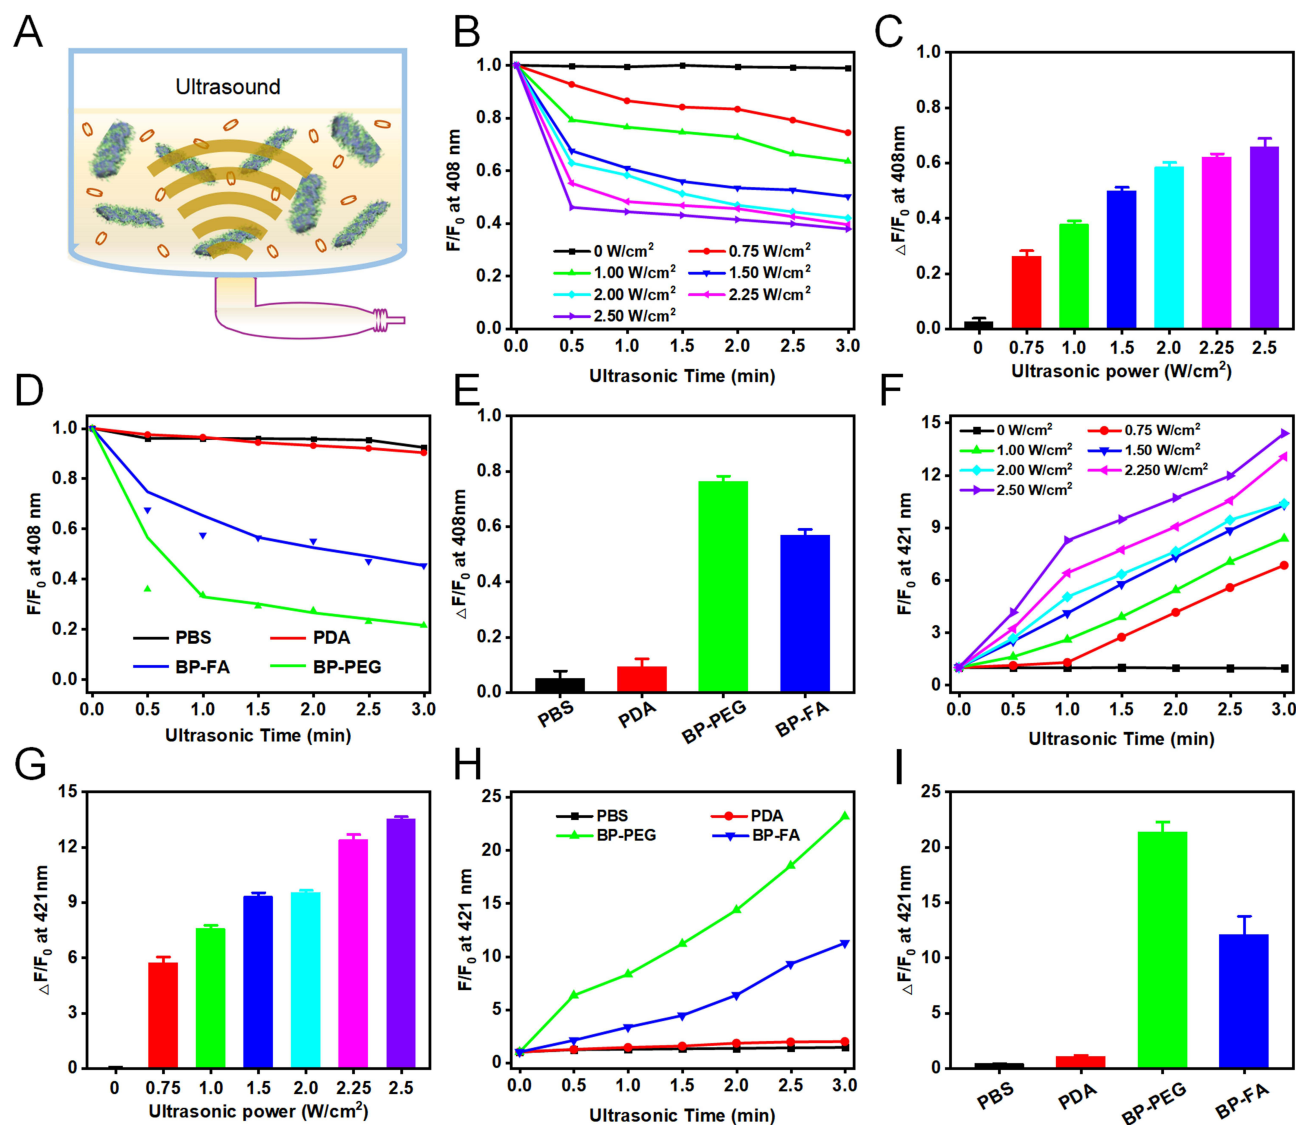 A
Ultrasound
B
F/F0 at 408 nm
1.0
0.8
0.6
0.4
0.2
0.0
0 W/cm2 0.75 W/cm2
1.00 W/cm2 1.50 W/cm2
2.00 W/cm2 2.25 W/cm2
2.50 W/cm2
0.0 0.5 1.0 1.5 2.0 2.5 3.0
Ultrasonic Time (min)
C
△F/F0 at 408nm
1.0
0.8
0.6
0.4
0.2
0.0
0 0.75 1.0 1.5 2.0 2.25 2.5
Ultrasonic power (W/cm2)
D
F/F0 at 408 nm
1.0
0.8
0.6
0.4
0.2
0.0
PBS PDA
BP-FA BP-PEG
0.0 0.5 1.0 1.5 2.0 2.5 3.0
Ultrasonic Time (min)
E
△F/F0 at 408nm
1.0
0.8
0.6
0.4
0.2
0.0
PBS PDA BP-PEG BP-FA
F
F/F0 at 421 nm
15
12
9
6
3
0
0 W/cm2 0.75 W/cm2
1.00 W/cm2 1.50 W/cm2
2.00 W/cm2 2.250 W/cm2
2.50 W/cm2
0.0 0.5 1.0 1.5 2.0 2.5 3.0
Ultrasonic Time (min)
G
△F/F0 at 421nm
15
12
9
6
3
0
0 0.75 1.0 1.5 2.0 2.25 2.5
Ultrasonic power (W/cm2)
H
F/F0 at 421 nm
25
20
15
10
5
0
PBS PDA
BP-PEG BP-FA
0.0 0.5 1.0 1.5 2.0 2.5 3.0
Ultrasonic Time (min)
I
△F/F0 at 421nm
25
20
15
10
5
0
PBS PDA BP-PEG BP-FA